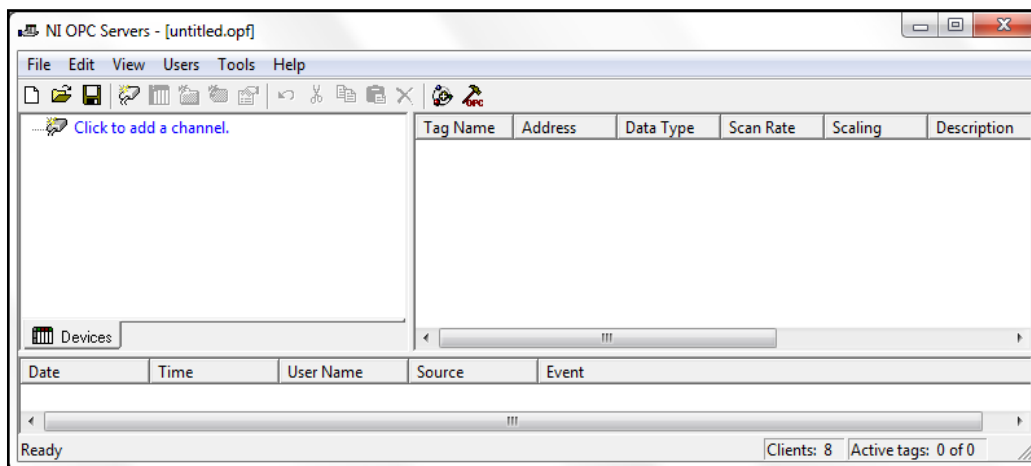 NI OPC Servers - [untitled.opf]
File Edit View Users Tools Help
OPC
Click to add a channel.
Tag Name Address Data Type Scan Rate Scaling Description
Devices
Date Time User Name Source Event
Ready Clients: 8 Active tags: 0 of 0